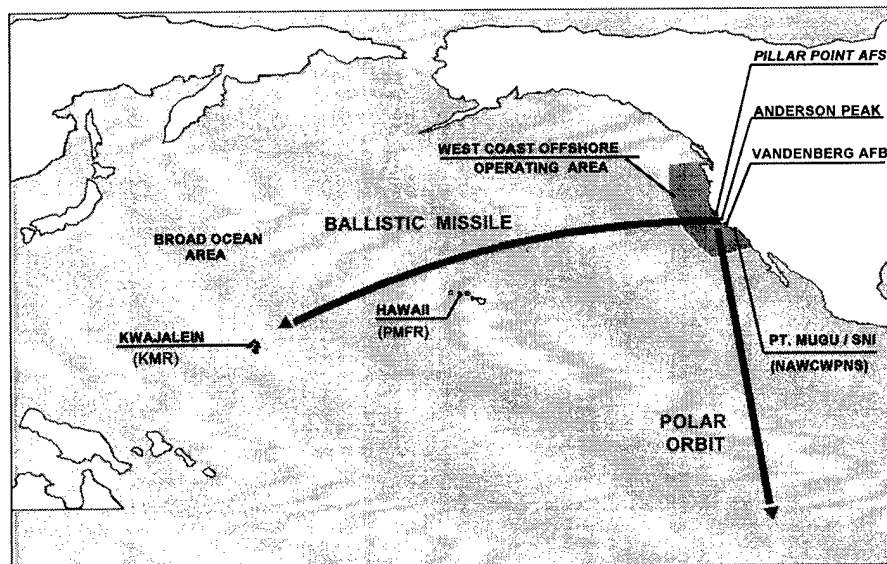 PILLAR POINT AFS
ANDERSON PEAK
WEST COAST OFFSHORE
OPERATING AREA
VANDENBERG AFB
BALLISTIC MISSILE
BROAD OCEAN
AREA
HAWAII
(PMFR)
KWAJALEIN
(KMR)
PT. MUGU / SNI
(NAWCWPNS)
POLAR
ORBIT